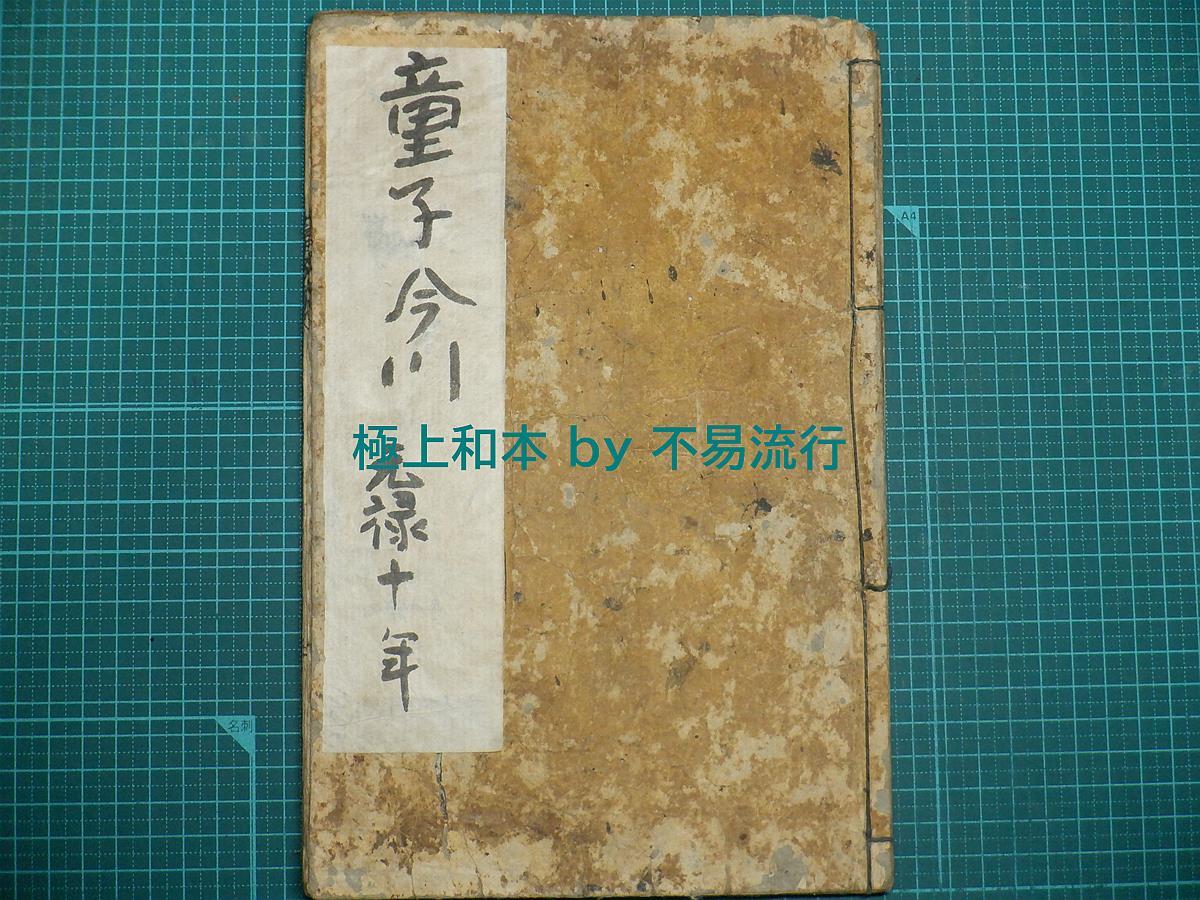 童子今川
元禄十年
極上和本 by 不易流行
A4
名刺